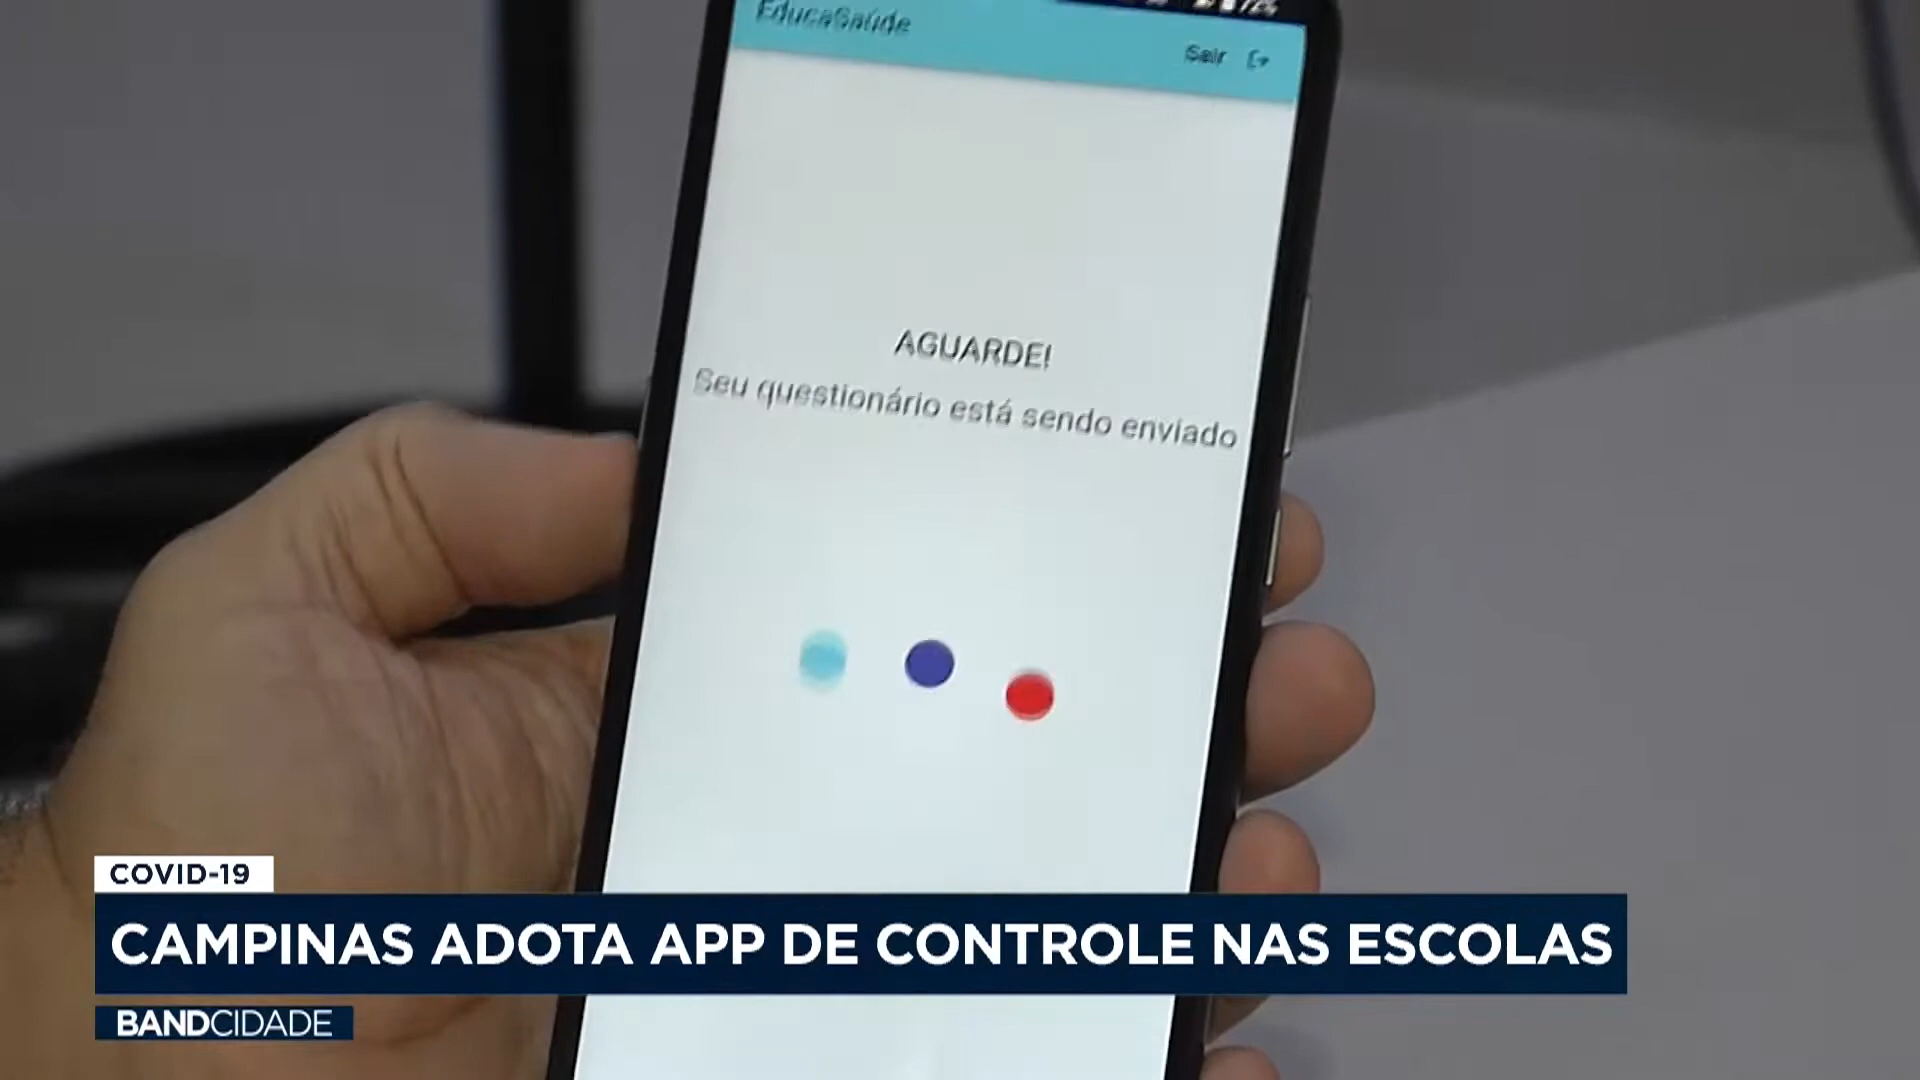 EducaSaúde
Sair
AGUARDE!
Seu questionário está sendo enviado
COVID-19
CAMPINAS ADOTA APP DE CONTROLE NAS ESCOLAS
BANDCIDADE